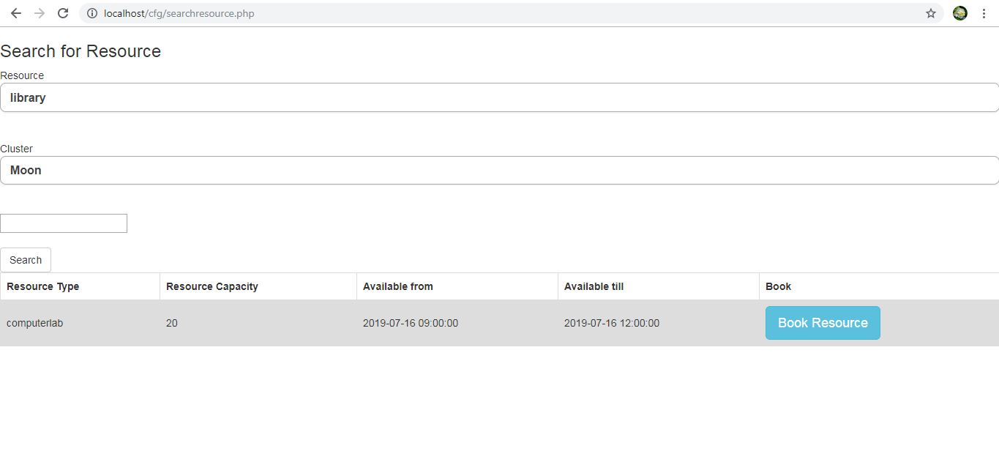 localhost/cfg/searchresource.php
Search for Resource
Resource
library
Cluster
Moon
Search
Resource Type Resource Capacity Available from Available till Book
computerlab 20 2019-07-16 09:00:00 2019-07-16 12:00:00 Book Resource